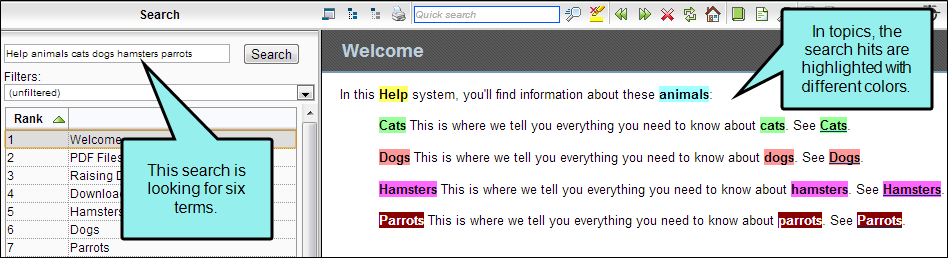 Search
Quick search
Help animals cats dogs hamsters parrots
Search
Filters:
(unfiltered)
Rank
1 Welcome
2 PDF Files
3 Raising D
4 Download
5 Hamsters
6 Dogs
7 Parrots
This search is
looking for six
terms.
Welcome
In this Help system, you'll find information about these animals:
Cats This is where we tell you everything you need to know about cats. See Cats.
Dogs This is where we tell you everything you need to know about dogs. See Dogs.
Hamsters This is where we tell you everything you need to know about hamsters. See Hamsters.
Parrots This is where we tell you everything you need to know about parrots. See Parrots.
In topics, the
search hits are
highlighted with
different colors.